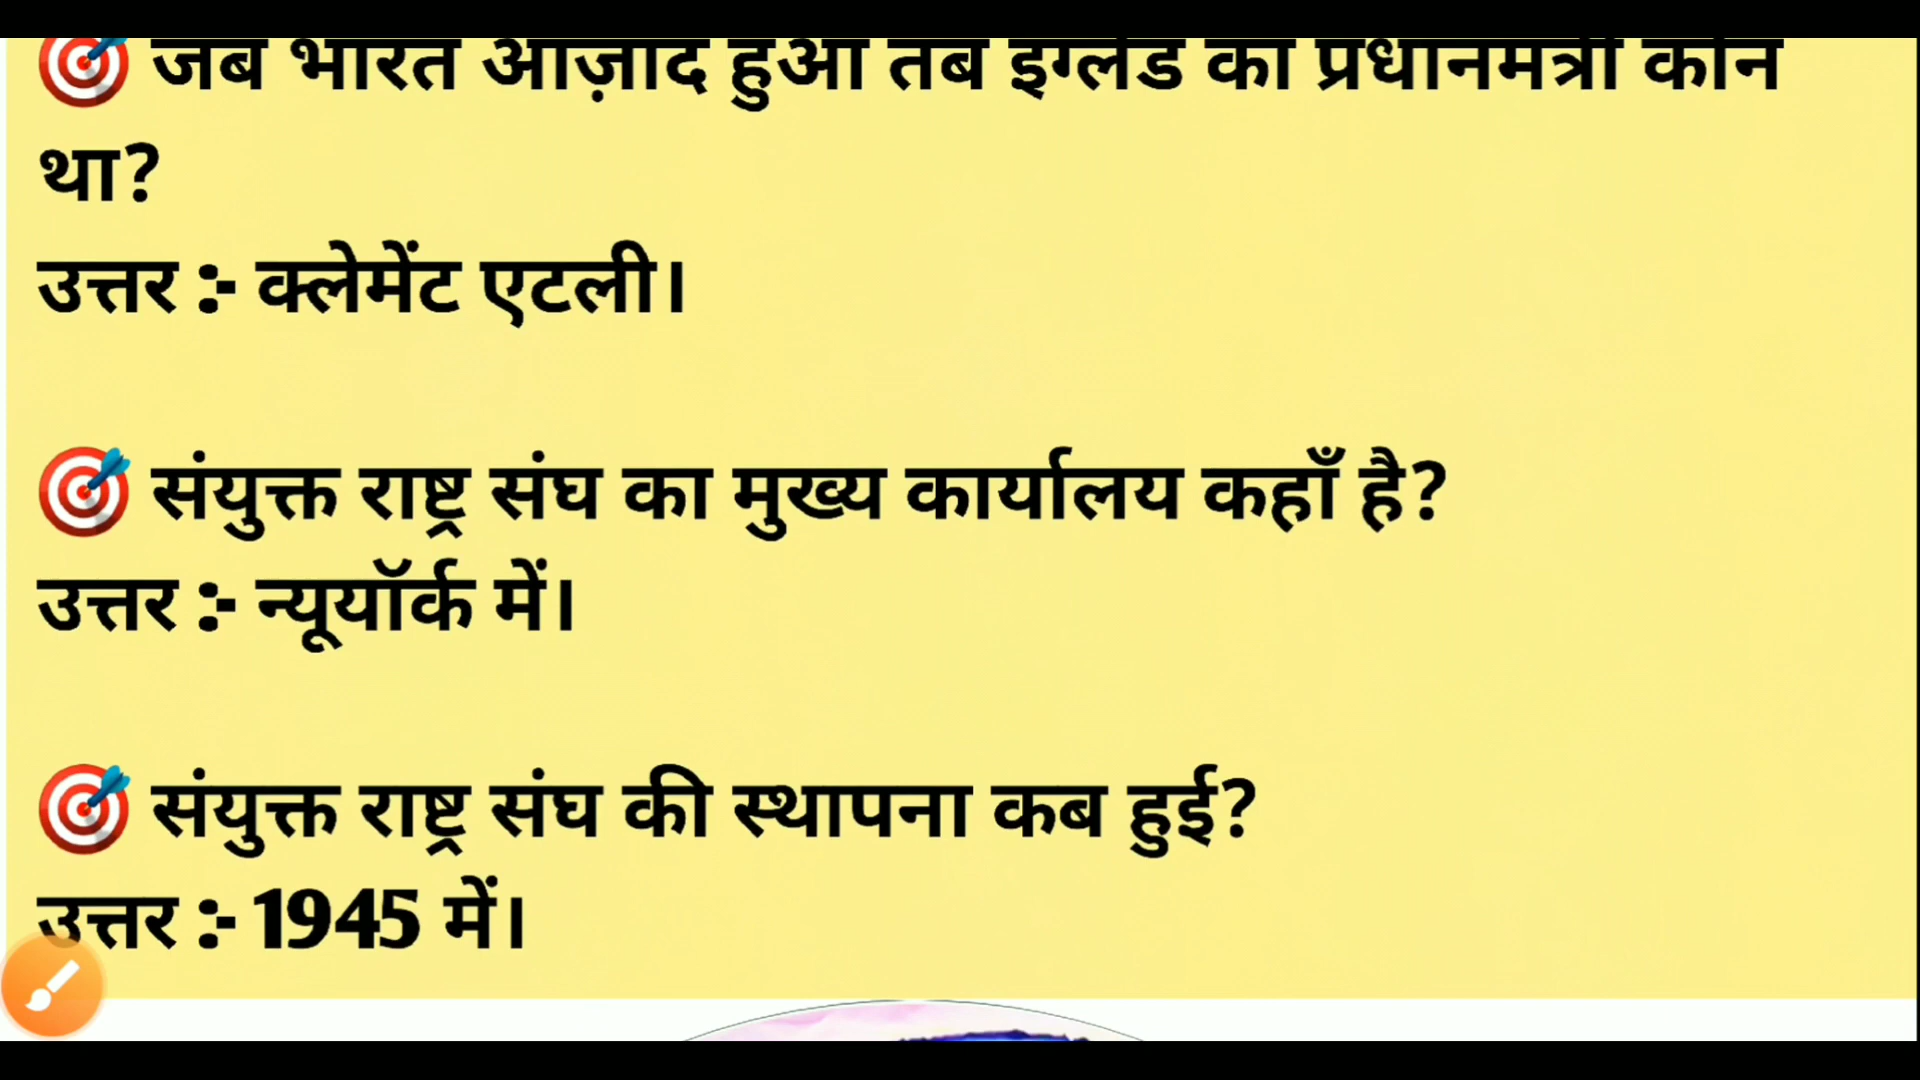 जब भारत आज़ाद हुआ तब इंग्लैंड का प्रधानमंत्री कौन
था?
उत्तर :- क्लेमेंट एटली।
संयुक्त राष्ट्र संघ का मुख्य कार्यालय कहाँ है?
उत्तर :- न्यूयॉर्क में।
संयुक्त राष्ट्र संघ की स्थापना कब हुई?
उत्तर :- 1945 में।